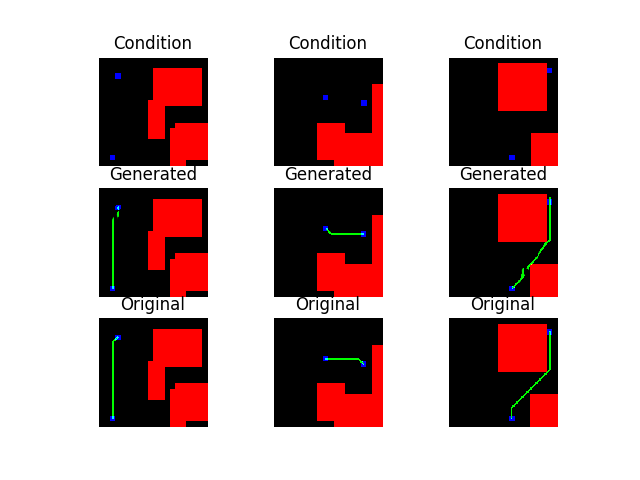 Condition Condition Condition
Generated Generated Generated
Original Original Original